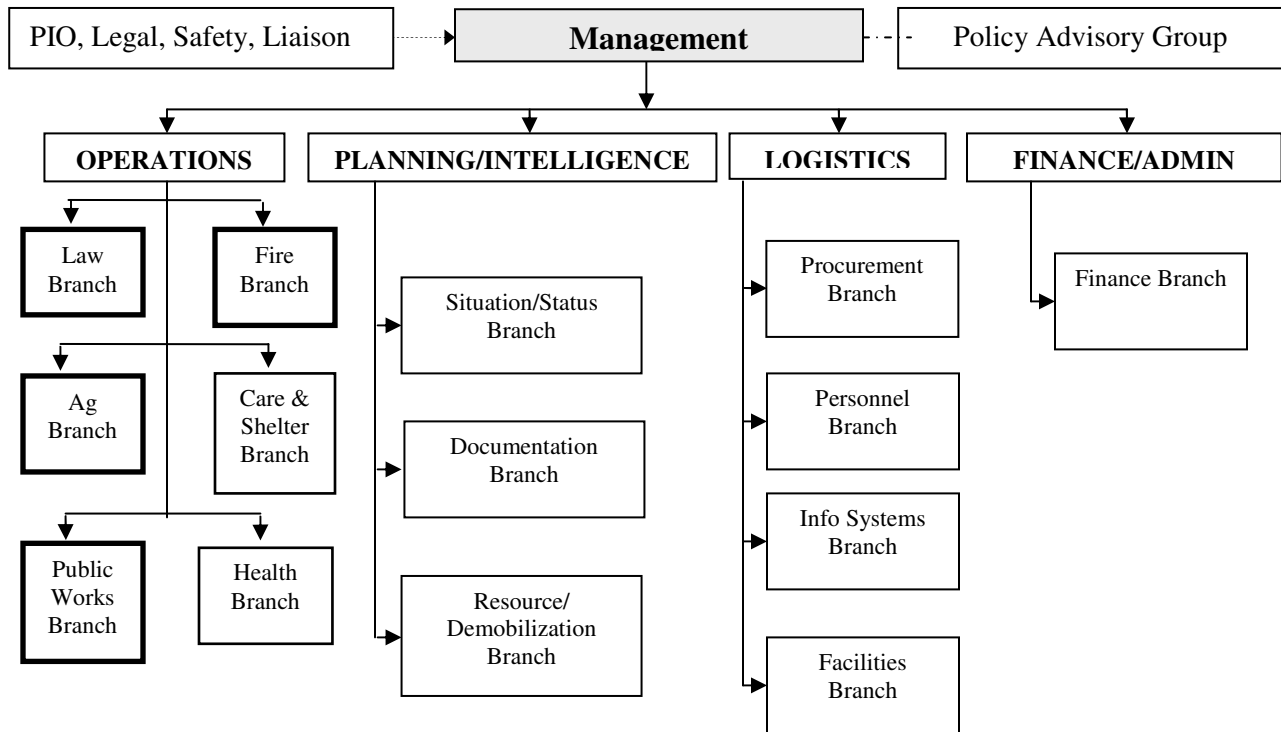 PIO, Legal, Safety, Liaison
Management
Policy Advisory Group
OPERATIONS
PLANNING/INTELLIGENCE
LOGISTICS
FINANCE/ADMIN
Law
Branch
Fire
Branch
Ag
Branch
Care &
Shelter
Branch
Public
Works
Branch
Health
Branch
Situation/Status
Branch
Documentation
Branch
Resource/
Demobilization
Branch
Procurement
Branch
Personnel
Branch
Info Systems
Branch
Facilities
Branch
Finance Branch